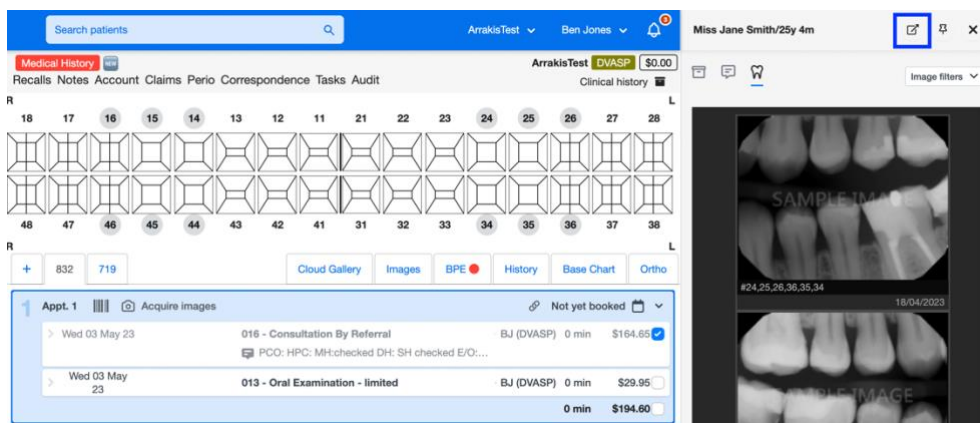 Search patients
ArrakisTest
Ben Jones
3
Medical History NEW
ArrakisTest DVASP $0.00
Recalls Notes Account Claims Perio Correspondence Tasks Audit
Clinical history
R
L
18 17 16 15 14 13 12 11 21 22 23 24 25 26 27 28
48 47 46 45 44 43 42 41 31 32 33 34 35 36 37 38
R
L
+ 832 719 Cloud Gallery Images BPE History Base Chart Ortho
1 Appt. 1 Acquire images Not yet booked
Wed 03 May 23 016 - Consultation By Referral BJ (DVASP) 0 min $164.65
PCO: HPC: MH:checked DH: SH checked E/O:...
Wed 03 May
23
013 - Oral Examination - limited BJ (DVASP) 0 min $29.95
0 min $194.60
Miss Jane Smith/25y 4m
Image filters
SAMPLE IMAGE
#24,25,26,36,35,34
18/04/2023
SAMPLE IMAGE